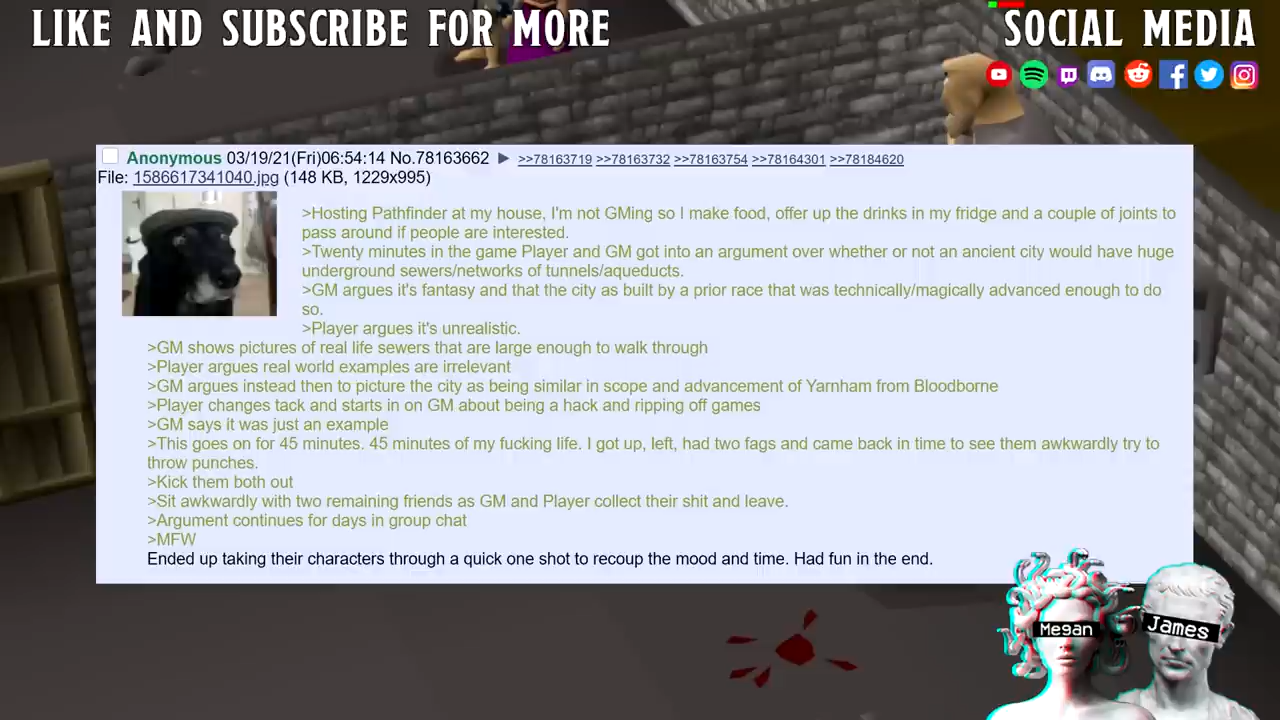 LIKE AND SUBSCRIBE FOR MORE
SOCIAL MEDIA
Anonymous 03/19/21(Fri)06:54:14 No.78163662 ▶ >>78163719 >>78163732 >>78163754 >>78164301 >>78184620
File: 1586617341040.jpg (148 KB, 1229x995)
>Hosting Pathfinder at my house, I'm not GMing so I make food, offer up the drinks in my fridge and a couple of joints to
pass around if people are interested.
>Twenty minutes in the game Player and GM got into an argument over whether or not an ancient city would have huge
underground sewers/networks of tunnels/aqueducts.
>GM argues it's fantasy and that the city as built by a prior race that was technically/magically advanced enough to do
so.
>Player argues it's unrealistic.
>GM shows pictures of real life sewers that are large enough to walk through
>Player argues real world examples are irrelevant
>GM argues instead then to picture the city as being similar in scope and advancement of Yarnham from Bloodborne
>Player changes tack and starts in on GM about being a hack and ripping off games
>GM says it was just an example
>This goes on for 45 minutes. 45 minutes of my fucking life. I got up, left, had two fags and came back in time to see them awkwardly try to
throw punches.
>Kick them both out
>Sit awkwardly with two remaining friends as GM and Player collect their shit and leave.
>Argument continues for days in group chat
>MFW
Ended up taking their characters through a quick one shot to recoup the mood and time. Had fun in the end.
Megan
James